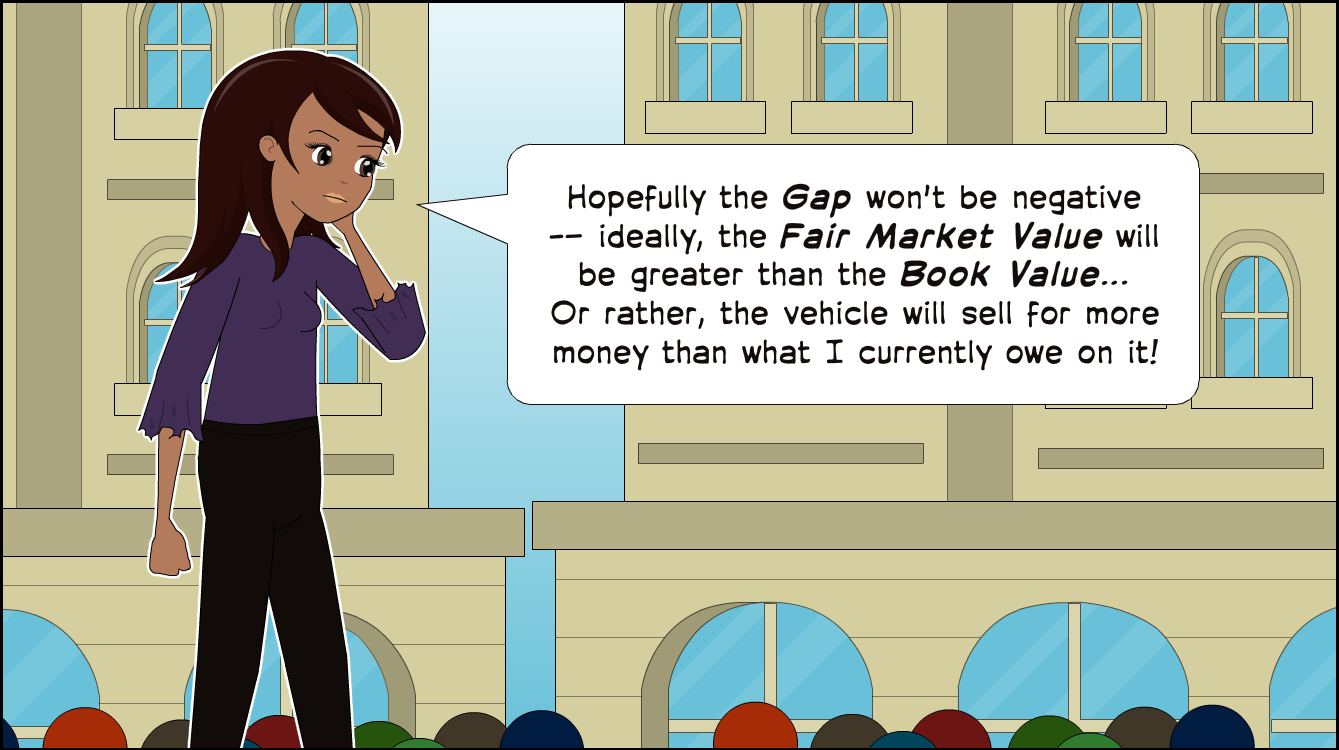 Hopefully the Gap won't be negative
-- ideally, the Fair Market Value will
be greater than the Book Value...
Or rather, the vehicle will sell for more
money than what I currently owe on it!